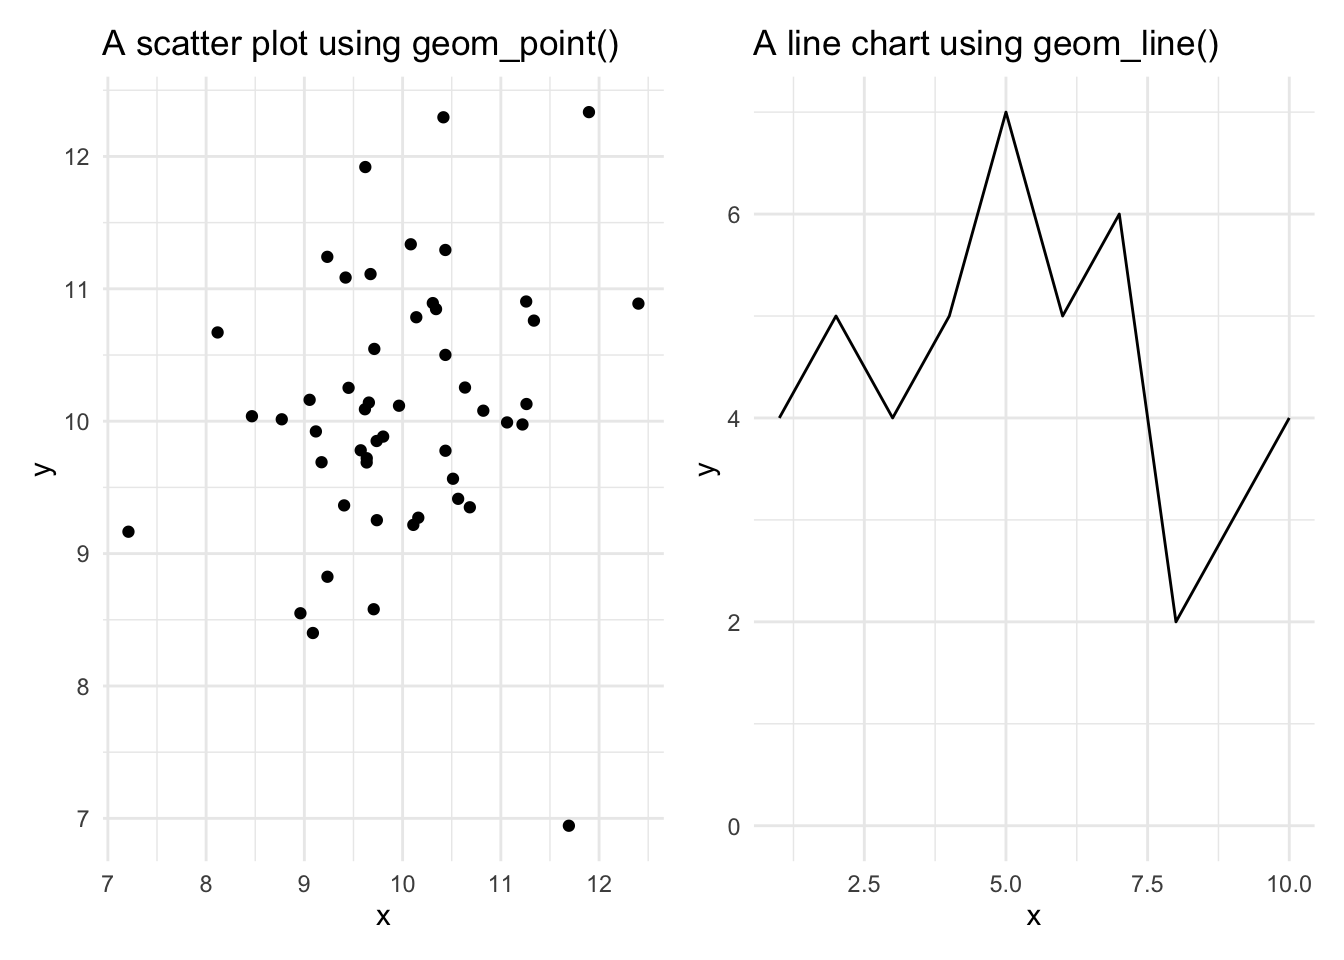 A scatter plot using geom_point()
12
11
10
9
8
7
y
7 8 9 10 11 12
x
A line chart using geom_line()
6
4
2
0
y
2.5 5.0 7.5 10.0
x